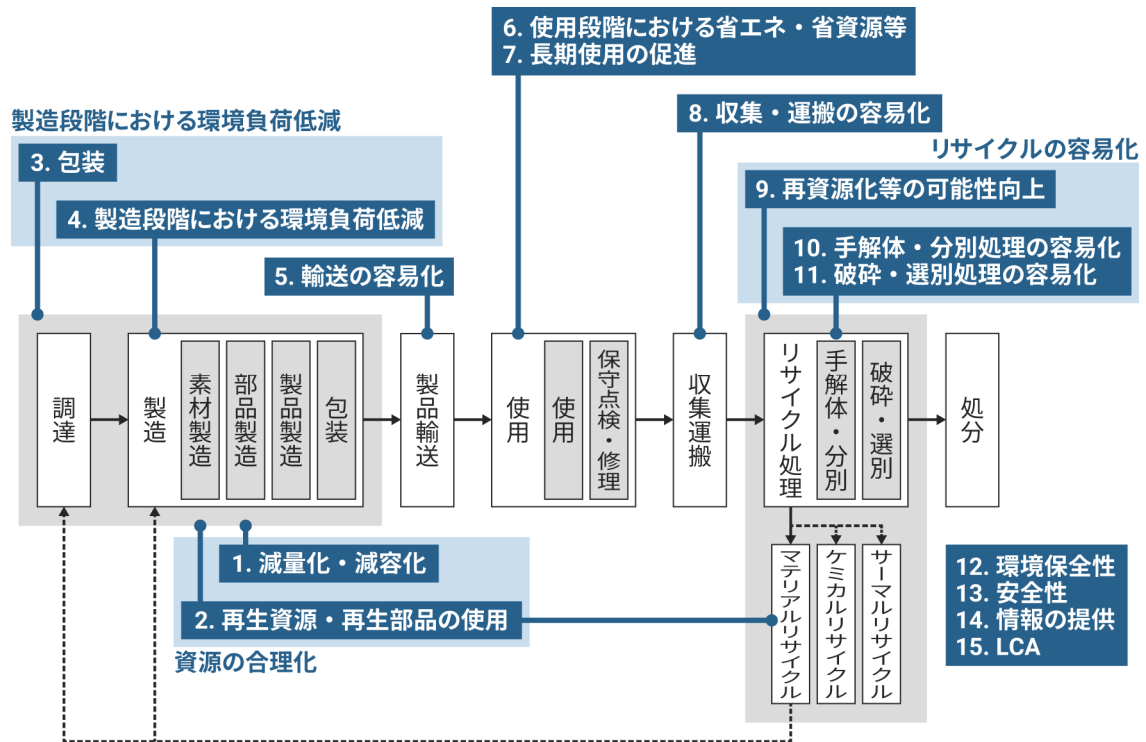 6. 使用段階における省エネ・省資源等
7. 長期使用の促進
製造段階における環境負荷低減
3. 包装
4. 製造段階における環境負荷低減
8. 収集・運搬の容易化
リサイクルの容易化
9. 再資源化等の可能性向上
10. 手解体・分別処理の容易化
11. 破砕・選別処理の容易化
5. 輸送の容易化
調達
製造
素材製造
部品製造
製品製造
包装
製品輸送
使用
使用
保守点検・修理
収集運搬
リサイクル処理
手解体・分別
破砕・選別
処分
1. 減量化・減容化
2. 再生資源・再生部品の使用
資源の合理化
マテリアルリサイクル
ケミカルリサイクル
サーマルリサイクル
12. 環境保全性
13. 安全性
14. 情報の提供
15. LCA